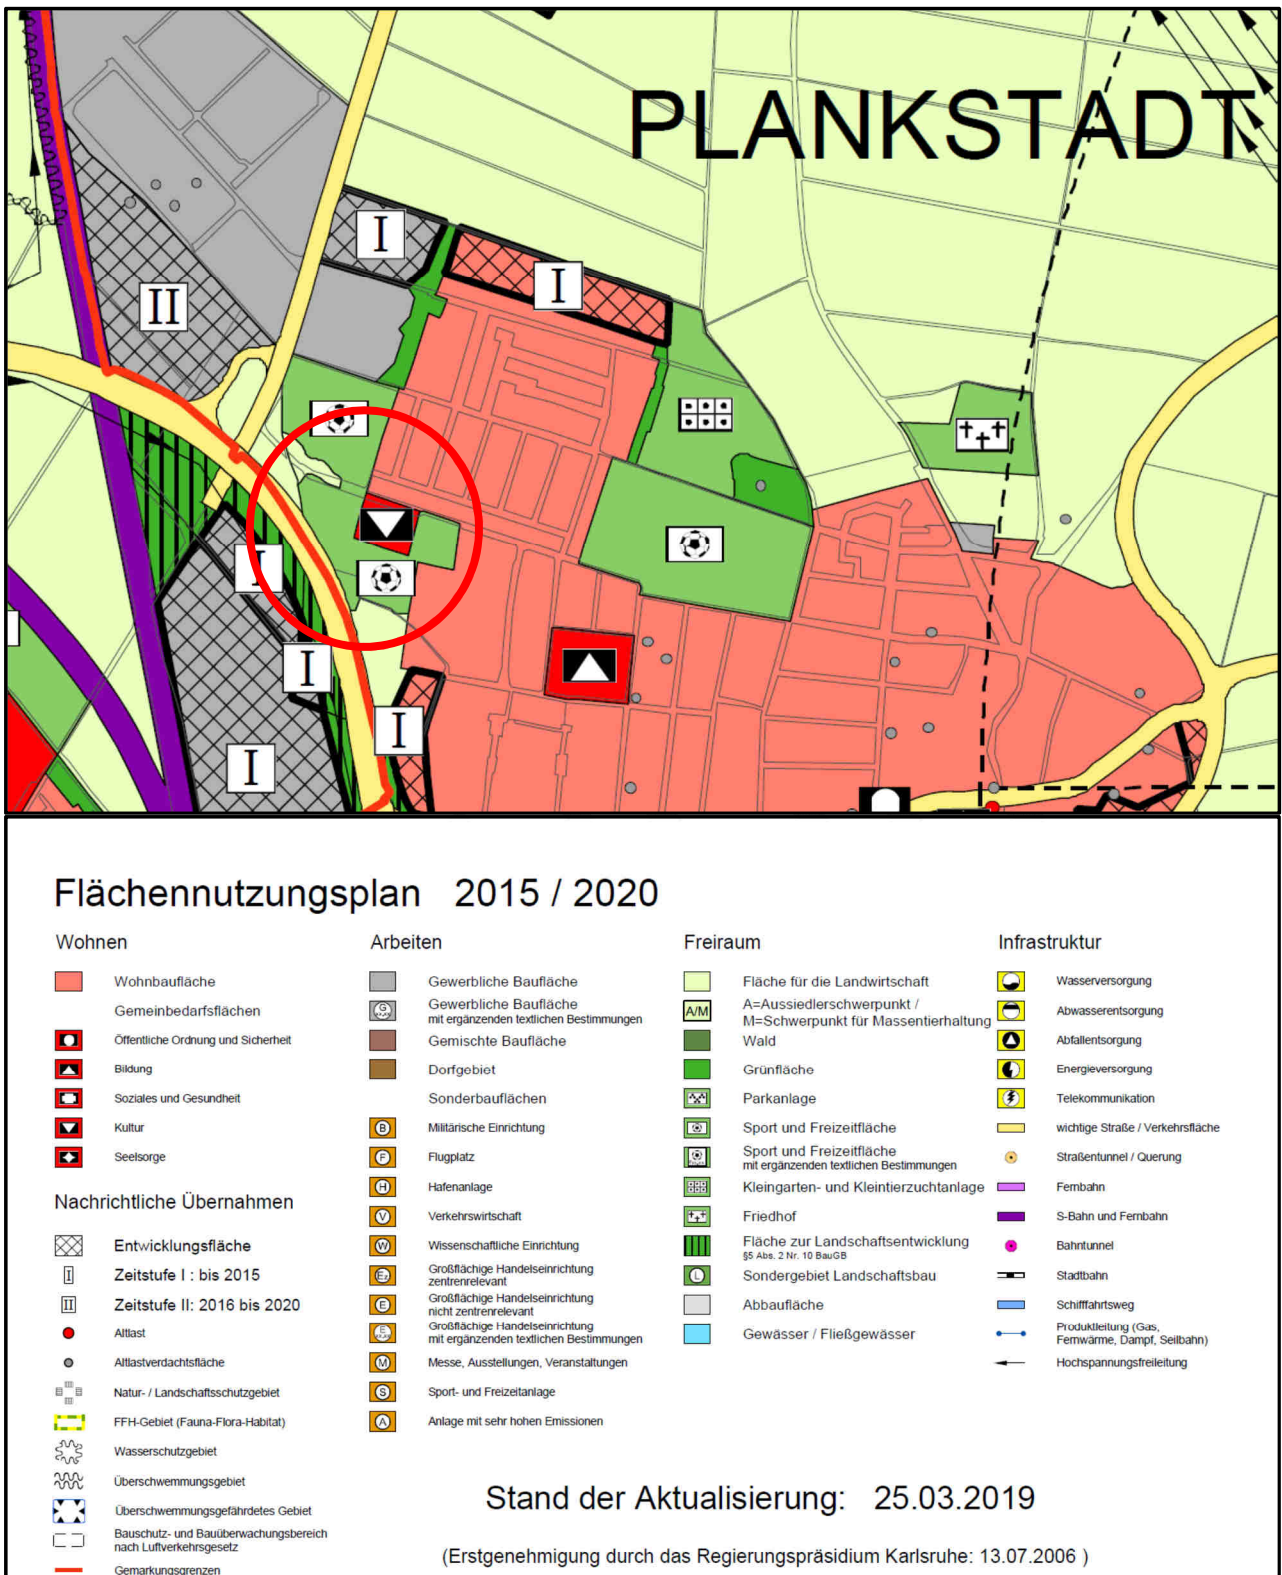 PLANKSTADT
I
I
II
I
I
I
I
Flächennutzungsplan 2015 / 2020
Wohnen
Wohnbaufläche
Gemeinbedarfsflächen
Öffentliche Ordnung und Sicherheit
Bildung
Soziales und Gesundheit
Kultur
Seelsorge
Nachrichtliche Übernahmen
Entwicklungsfläche
I Zeitstufe I : bis 2015
II Zeitstufe II: 2016 bis 2020
Altlast
Altlastverdachtsfläche
Natur- / Landschaftsschutzgebiet
FFH-Gebiet (Fauna-Flora-Habitat)
Wasserschutzgebiet
Überschwemmungsgebiet
Überschwemmungsgefährdetes Gebiet
Bauschutz- und Bauüberwachungsbereich
nach Luftverkehrsgesetz
Gemarkungsgrenzen
Arbeiten
Gewerbliche Baufläche
G Gewerbliche Baufläche
mit ergänzenden textlichen Bestimmungen
Gemischte Baufläche
Dorfgebiet
Sonderbauflächen
B Militärische Einrichtung
F Flugplatz
H Hafenanlage
V Verkehrswirtschaft
W Wissenschaftliche Einrichtung
Ez Großflächige Handelseinrichtung
zentrenrelevant
E Großflächige Handelseinrichtung
nicht zentrenrelevant
E Großflächige Handelseinrichtung
mit ergänzenden textlichen Bestimmungen
M Messe, Ausstellungen, Veranstaltungen
S Sport- und Freizeitanlage
A Anlage mit sehr hohen Emissionen
Freiraum
Fläche für die Landwirtschaft
A/M A=Aussiedlerschwerpunkt /
M=Schwerpunkt für Massentierhaltung
Wald
Grünfläche
Parkanlage
Sport und Freizeitfläche
Sport und Freizeitfläche
mit ergänzenden textlichen Bestimmungen
Kleingarten- und Kleintierzuchtanlage
Friedhof
Fläche zur Landschaftsentwicklung
§5 Abs. 2 Nr. 10 BauGB
L Sondergebiet Landschaftsbau
Abbaufläche
Gewässer / Fließgewässer
Infrastruktur
Wasserversorgung
Abwasserentsorgung
Abfallentsorgung
Energieversorgung
Telekommunikation
wichtige Straße / Verkehrsfläche
Straßentunnel / Querung
Fernbahn
S-Bahn und Fernbahn
Bahntunnel
Stadtbahn
Schifffahrtsweg
Produktleitung (Gas,
Fernwärme, Dampf, Seilbahn)
Hochspannungsfreileitung
Stand der Aktualisierung: 25.03.2019
(Erstgenehmigung durch das Regierungspräsidium Karlsruhe: 13.07.2006 )